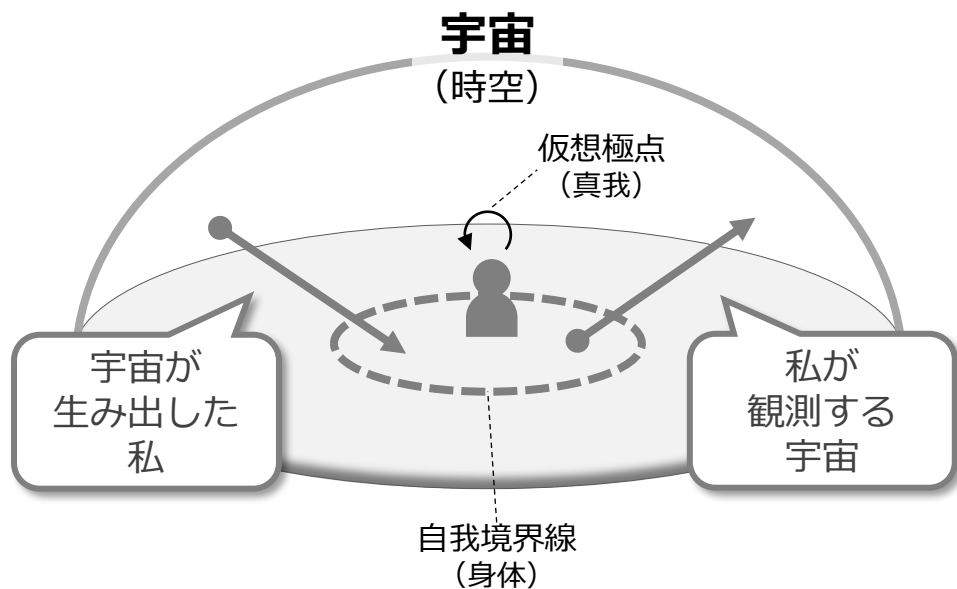 宇宙
（時空）
仮想極点
（真我）
宇宙が
生み出した
私
私が
観測する
宇宙
自我境界線
（身体）